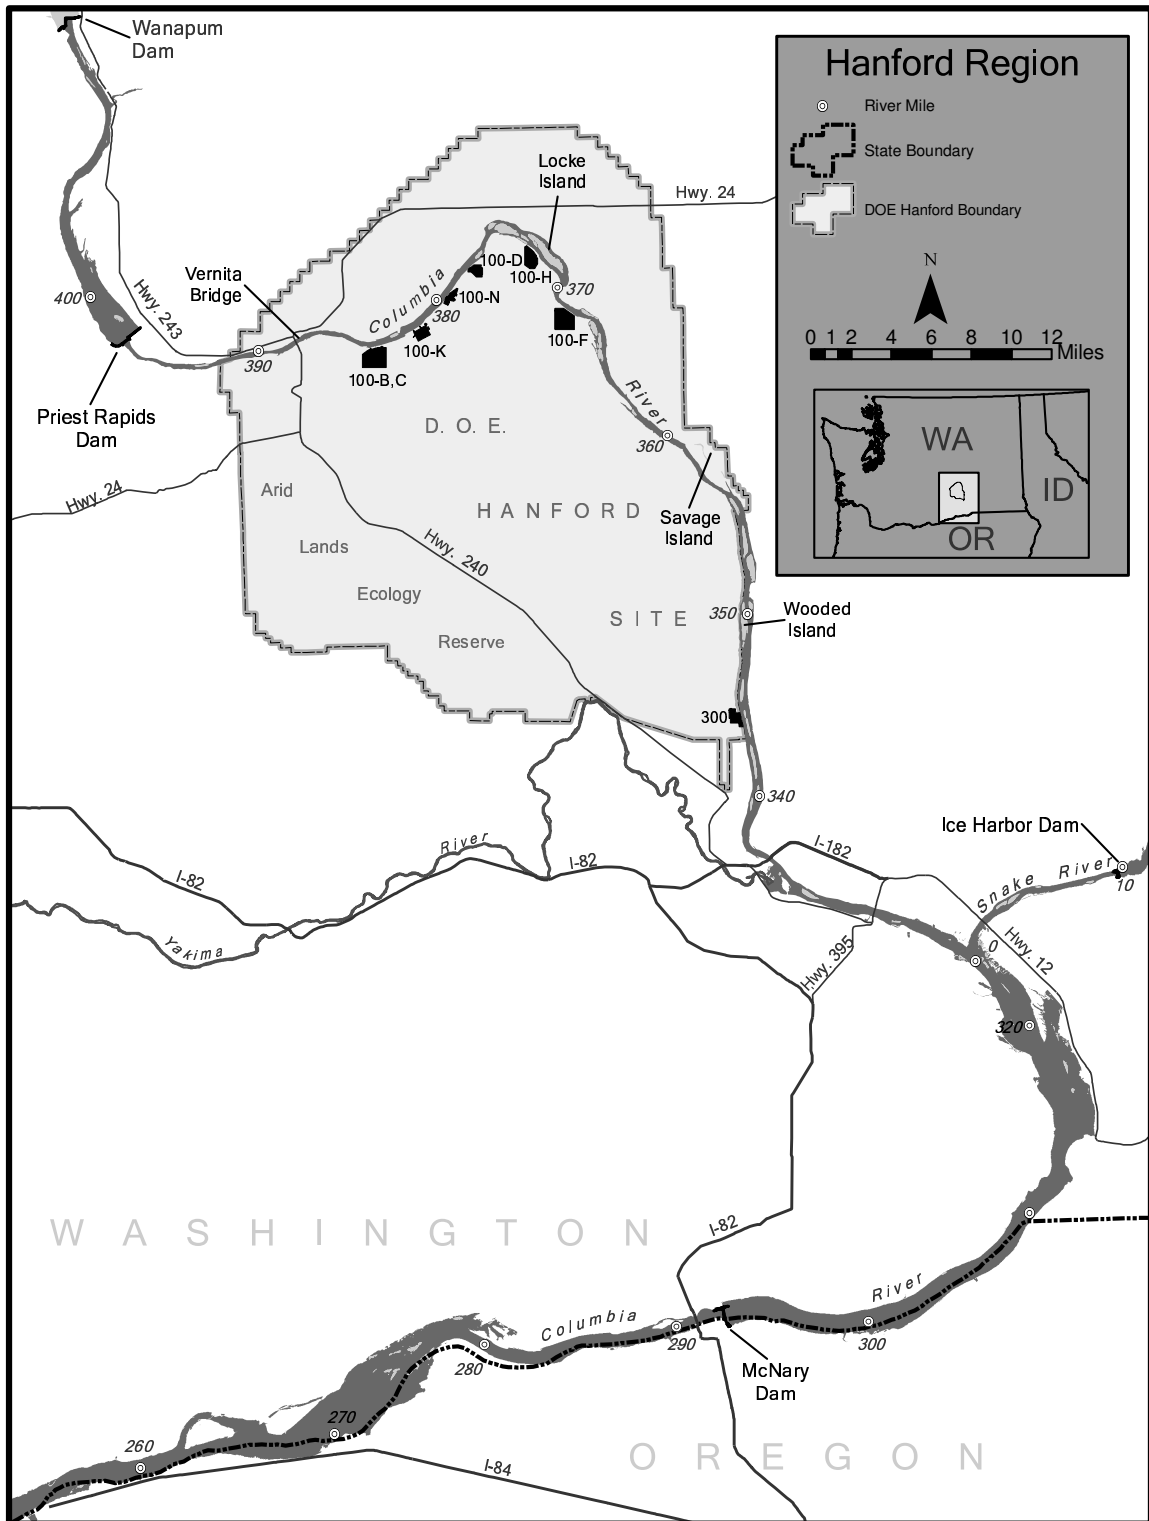 Wanapum
Dam
Hanford Region
River Mile
State Boundary
DOE Hanford Boundary
N
0 1 2 4 6 8 10 12
Miles
WA
ID
OR
Locke
Island
Hwy. 24
Vernita
Bridge
100-D
100-H
Columbia
100-N
370
380
400
Hwy. 243
100-F
100-K
390
100-B,C
River
Priest Rapids
Dam
D. O. E.
360
Hwy. 24
Arid
HANFORD
Savage
Island
Lands
Hwy. 240
Ecology
SITE
350
Wooded
Island
Reserve
300
340
Ice Harbor Dam
River
I-182
I-82
I-82
Snake River
10
Yakima
0
Hwy. 12
Hwy. 395
320
WASHINGTON
I-82
River
Columbia
290
300
280
McNary
Dam
270
260
OREGON
I-84